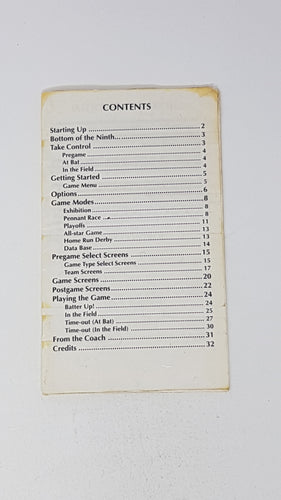 CONTENTS
Starting Up ........................................ 2
Bottom of the Ninth............................ 3
Take Control ...................................... 3
Pregame ........................................ 4
At Bat ............................................ 4
In the Field .................................... 4
Getting Started ................................... 5
Game Menu ................................... 5
Options .............................................. 6
Game Modes ...................................... 8
Exhibition ...................................... 8
Pennant Race ................................. 8
Playoffs ......................................... 11
All-star Game ................................ 13
Home Run Derby .......................... 13
Data Base ...................................... 14
Pregame Select Screens ...................... 15
Game Type Select Screens .............. 15
Team Screens ................................. 17
Game Screens ..................................... 20
Postgame Screens ............................... 22
Playing the Game ............................... 24
Batter Up! ...................................... 24
In the Field .................................... 25
Time-out (At Bat) ........................... 27
Time-out (In the Field) ................... 30
From the Coach .................................. 31
Credits ............................................... 32